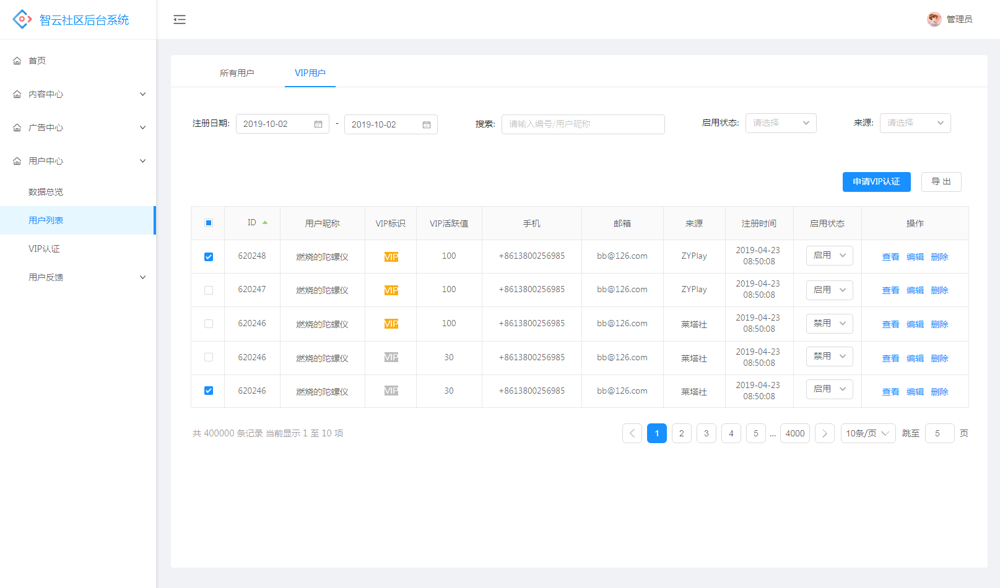 智云社区后台系统
管理员
首页
内容中心
广告中心
用户中心
数据总览
用户列表
VIP认证
用户反馈
所有用户 VIP用户
注册日期: 2019-10-02 - 2019-10-02 搜索: 请输入编号/用户昵称 启用状态: 请选择 来源: 请选择
申请VIP认证 导 出
ID 用户昵称 VIP标识 VIP活跃值 手机 邮箱 来源 注册时间 启用状态 操作
620248 燃烧的陀螺仪 VIP 100 +8613800256985 bb@126.com ZYPlay 2019-04-23 08:50:08 启用 查看 编辑 删除
620247 燃烧的陀螺仪 VIP 100 +8613800256985 bb@126.com ZYPlay 2019-04-23 08:50:08 启用 查看 编辑 删除
620246 燃烧的陀螺仪 VIP 100 +8613800256985 bb@126.com 莱塔社 2019-04-23 08:50:08 禁用 查看 编辑 删除
620246 燃烧的陀螺仪 VIP 30 +8613800256985 bb@126.com 莱塔社 2019-04-23 08:50:08 禁用 查看 编辑 删除
620246 燃烧的陀螺仪 VIP 30 +8613800256985 bb@126.com 莱塔社 2019-04-23 08:50:08 启用 查看 编辑 删除
共 400000 条记录 当前显示 1 至 10 项 1 2 3 4 5 ... 4000 10条/页 跳至 5 页